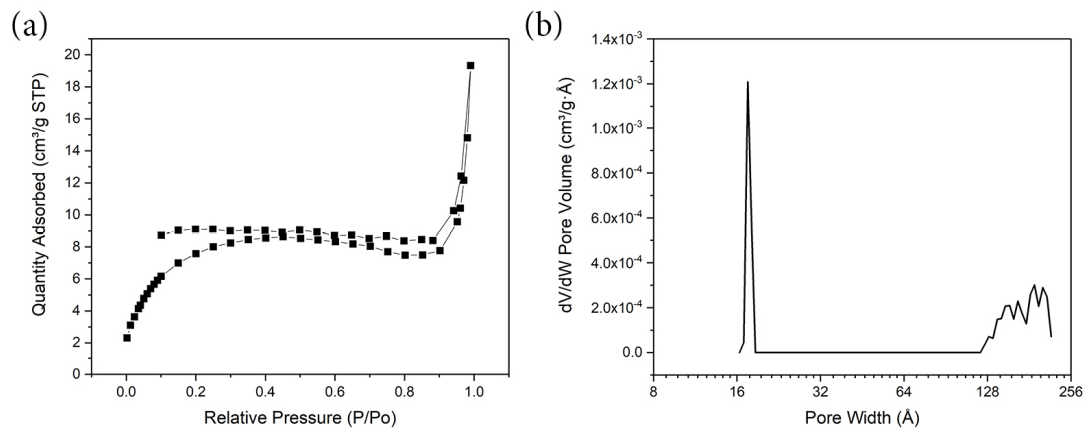 (a)
Quantity Adsorbed (cm³/g STP)
20
18
16
14
12
10
8
6
4
2
0
0.0 0.2 0.4 0.6 0.8 1.0
Relative Pressure (P/Po)
(b)
dV/dW Pore Volume (cm³/g·Å)
1.4x10⁻³
1.2x10⁻³
1.0x10⁻³
8.0x10⁻⁴
6.0x10⁻⁴
4.0x10⁻⁴
2.0x10⁻⁴
0.0
8 16 32 64 128 256
Pore Width (Å)